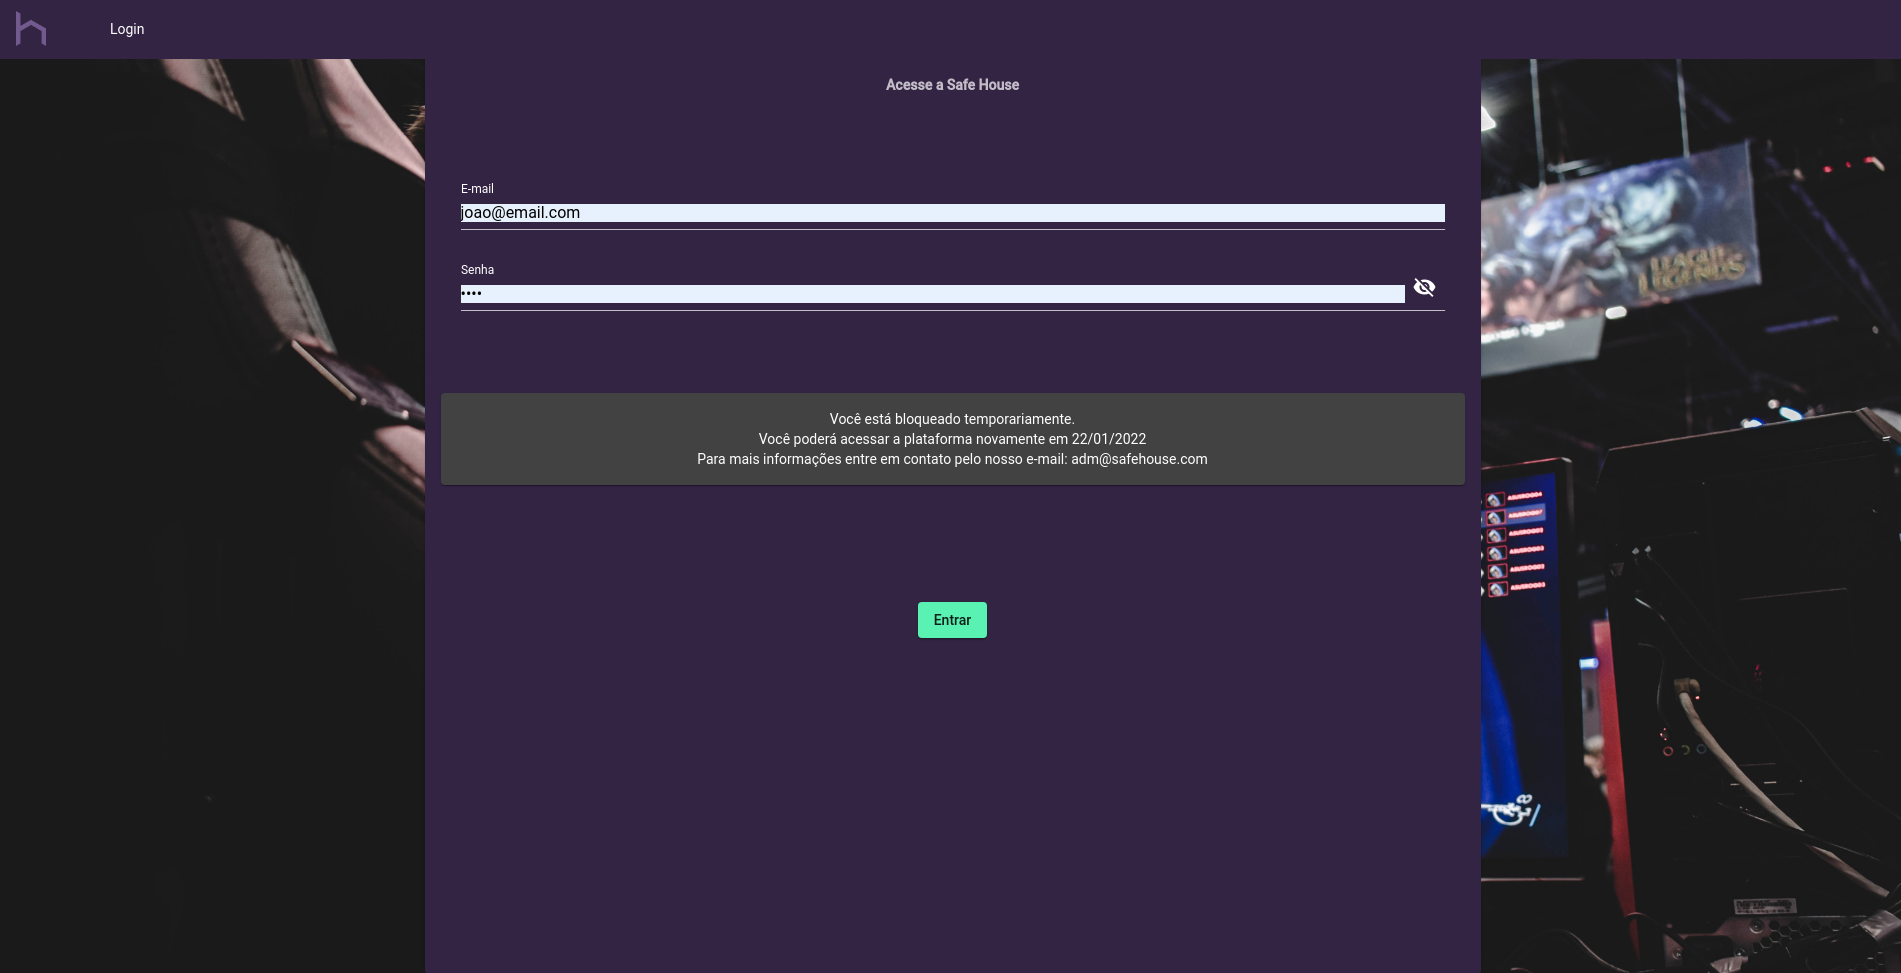 Login
Acesse a Safe House
E-mail
joao@email.com
Senha
••••
Você está bloqueado temporariamente.
Você poderá acessar a plataforma novamente em 22/01/2022
Para mais informações entre em contato pelo nosso e-mail: adm@safehouse.com
Entrar
LEAGUE
LEGENDS